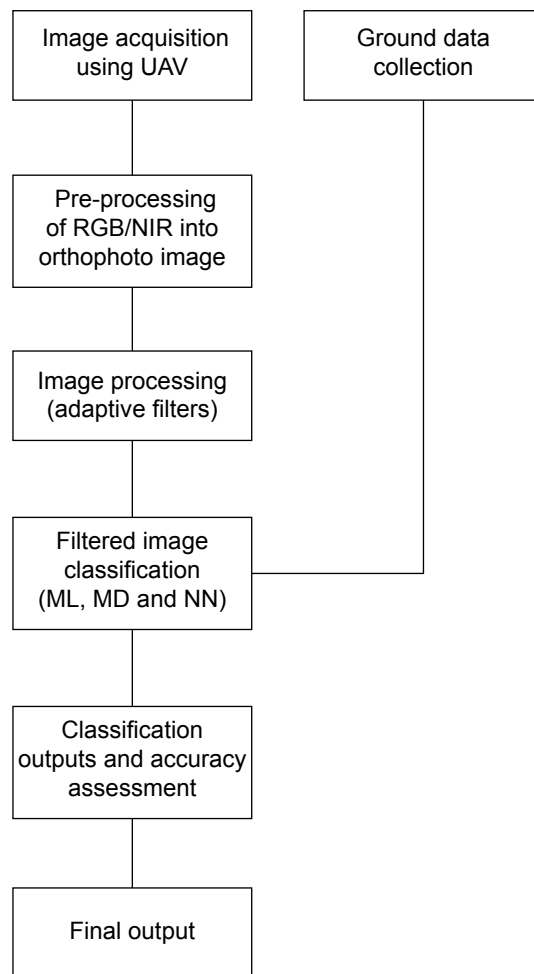 Image acquisition
using UAV
Ground data
collection
Pre-processing
of RGB/NIR into
orthophoto image
Image processing
(adaptive filters)
Filtered image
classification
(ML, MD and NN)
Classification
outputs and accuracy
assessment
Final output